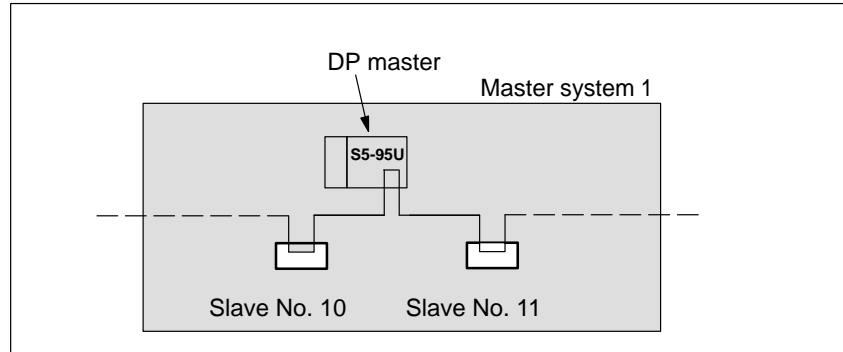 DP master
Master system 1
S5-95U
Slave No. 10
Slave No. 11